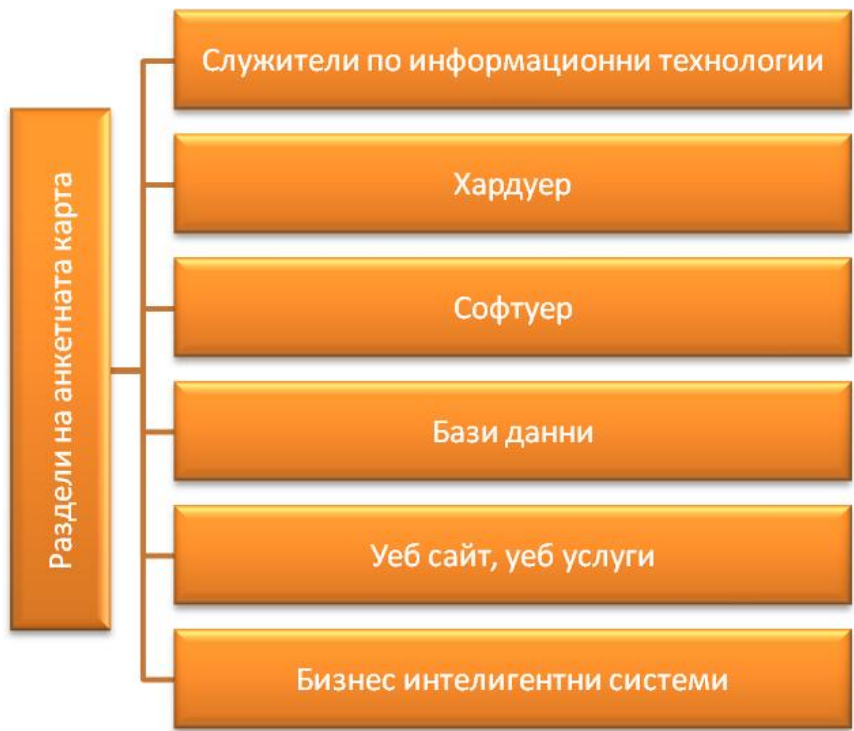 Раздели на анкетната карта
Служители по информационни технологии
Хардуер
Софтуер
Бази данни
Уеб сайт, уеб услуги
Бизнес интелигентни системи